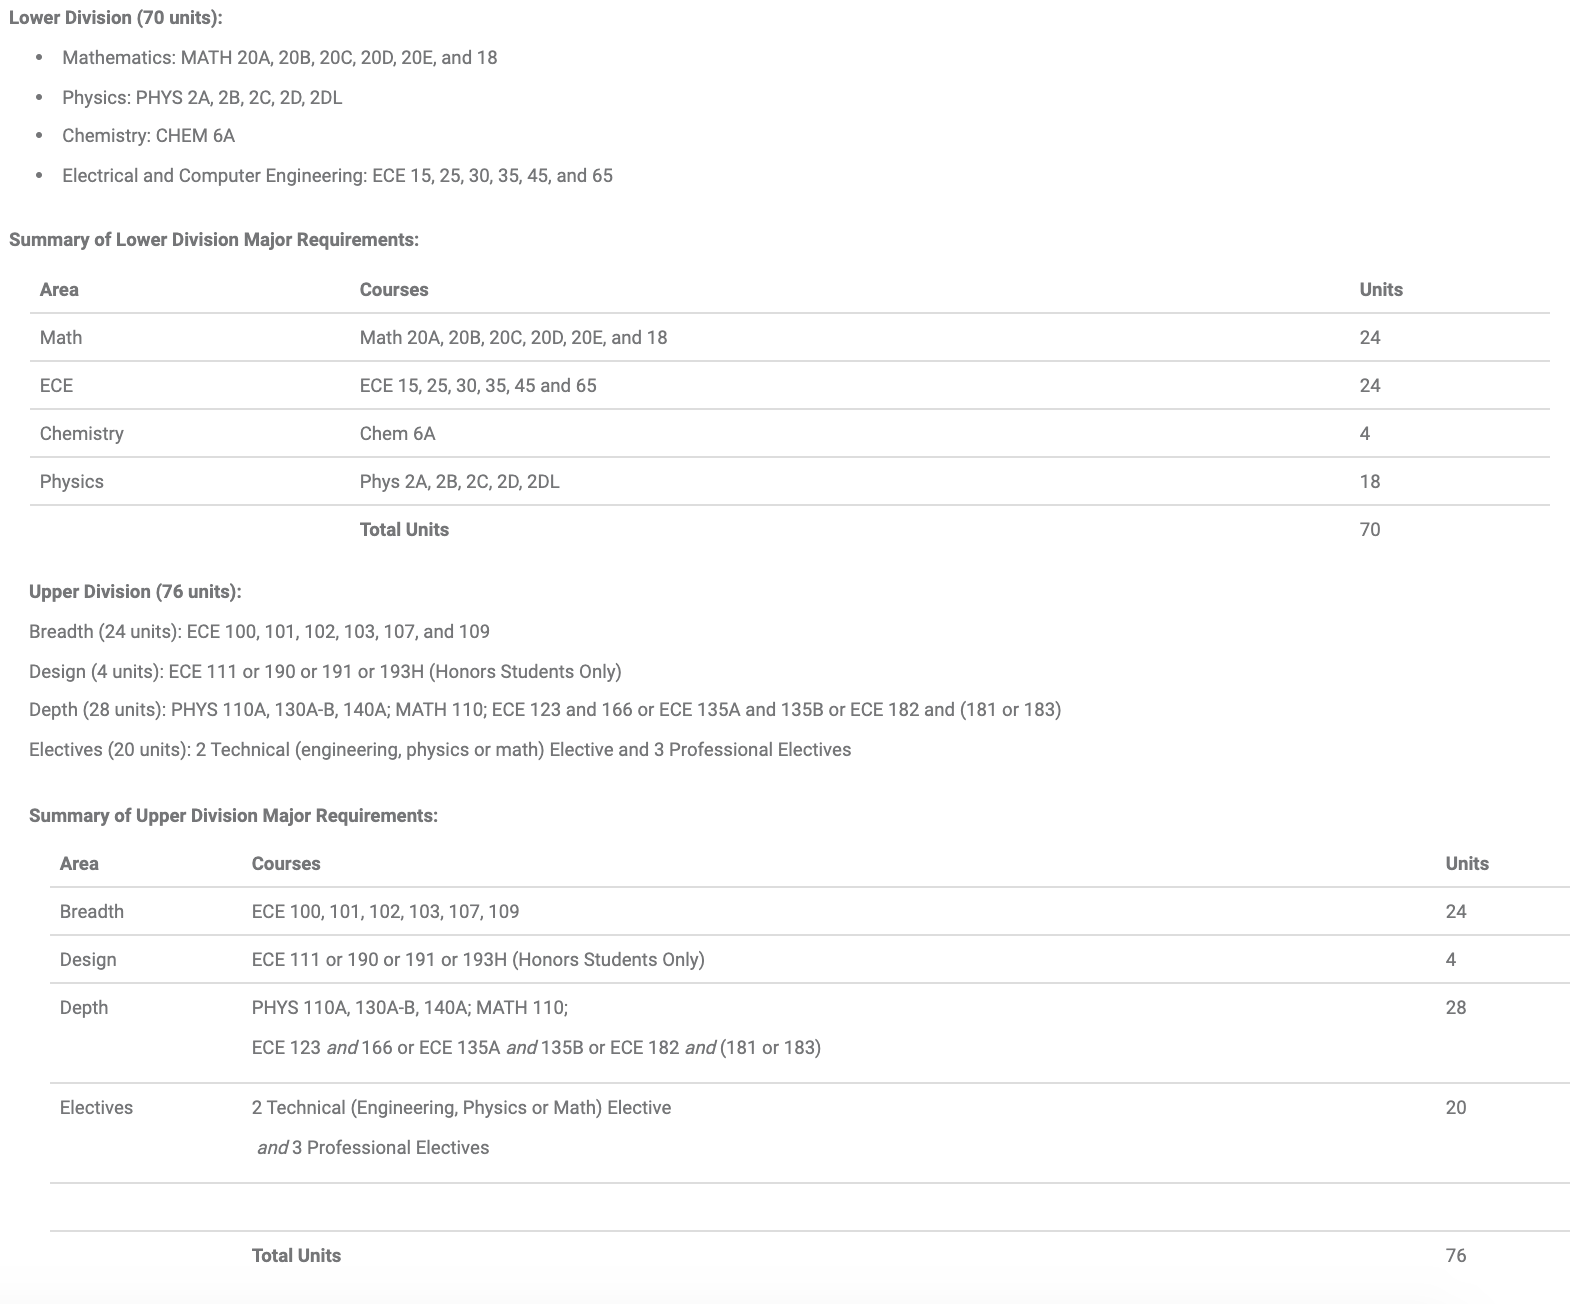 Lower Division (70 units):
• Mathematics: MATH 20A, 20B, 20C, 20D, 20E, and 18
• Physics: PHYS 2A, 2B, 2C, 2D, 2DL
• Chemistry: CHEM 6A
• Electrical and Computer Engineering: ECE 15, 25, 30, 35, 45, and 65
Summary of Lower Division Major Requirements:
Area Courses Units
Math Math 20A, 20B, 20C, 20D, 20E, and 18 24
ECE ECE 15, 25, 30, 35, 45 and 65 24
Chemistry Chem 6A 4
Physics Phys 2A, 2B, 2C, 2D, 2DL 18
Total Units 70
Upper Division (76 units):
Breadth (24 units): ECE 100, 101, 102, 103, 107, and 109
Design (4 units): ECE 111 or 190 or 191 or 193H (Honors Students Only)
Depth (28 units): PHYS 110A, 130A-B, 140A; MATH 110; ECE 123 and 166 or ECE 135A and 135B or ECE 182 and (181 or 183)
Electives (20 units): 2 Technical (engineering, physics or math) Elective and 3 Professional Electives
Summary of Upper Division Major Requirements:
Area Courses Units
Breadth ECE 100, 101, 102, 103, 107, 109 24
Design ECE 111 or 190 or 191 or 193H (Honors Students Only) 4
Depth PHYS 110A, 130A-B, 140A; MATH 110; 28
ECE 123 and 166 or ECE 135A and 135B or ECE 182 and (181 or 183)
Electives 2 Technical (Engineering, Physics or Math) Elective 20
and 3 Professional Electives
Total Units 76